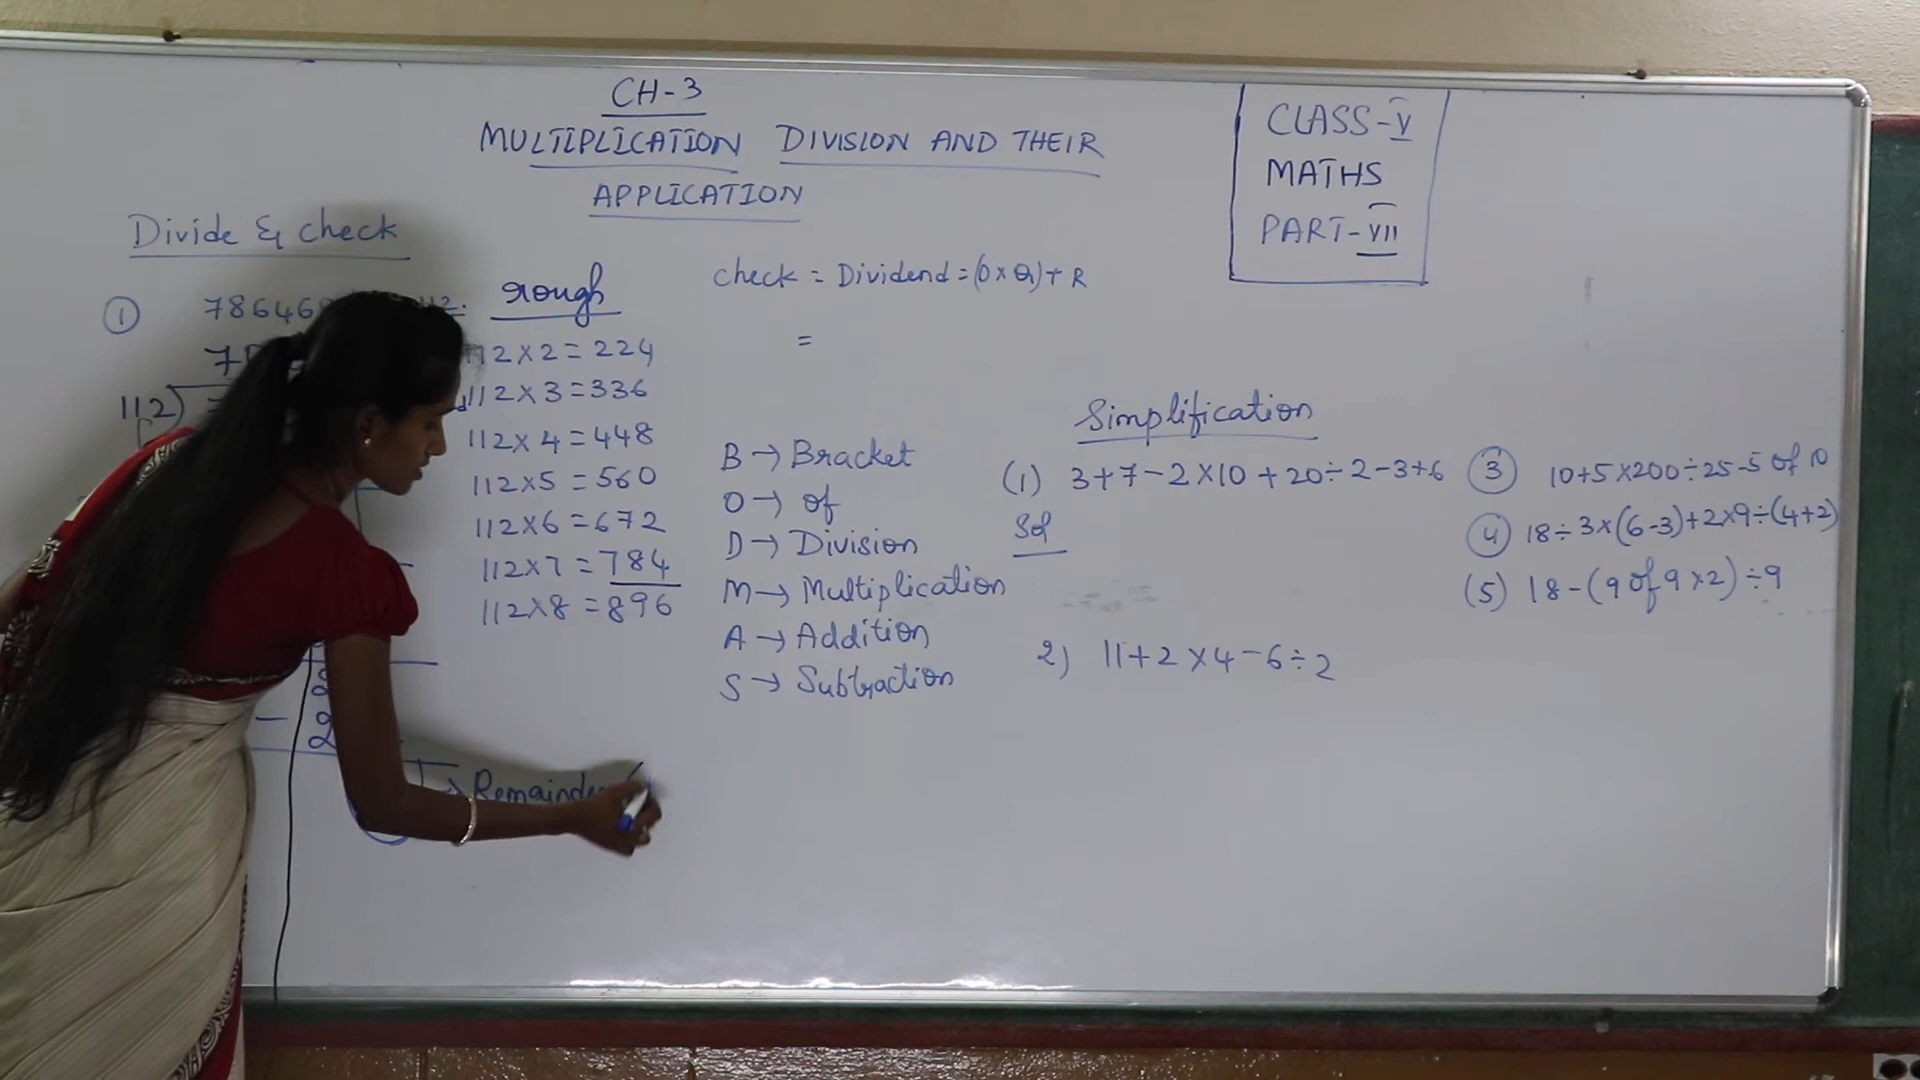 CH-3
MULTIPLICATION DIVISION AND THEIR
APPLICATION
CLASS-V
MATHS
PART-VII
Divide & check
① 78646
112)
rough
112×2=224
112×3=336
112×4=448
112×5=560
112×6=672
112×7=784
112×8=896
→ Remainder
check = Dividend = (D×Q)+R
=
B→Bracket
O→of
D→Division
M→Multiplication
A→Addition
S→Subtraction
Simplification
(1) 3+7-2×10+20÷2-3+6
Sol
2) 11+2×4-6÷2
③ 10+5×200÷25-5 of 10
④ 18÷3×(6-3)+2×9÷(4+2)
(5) 18-(9 of 9×2)÷9